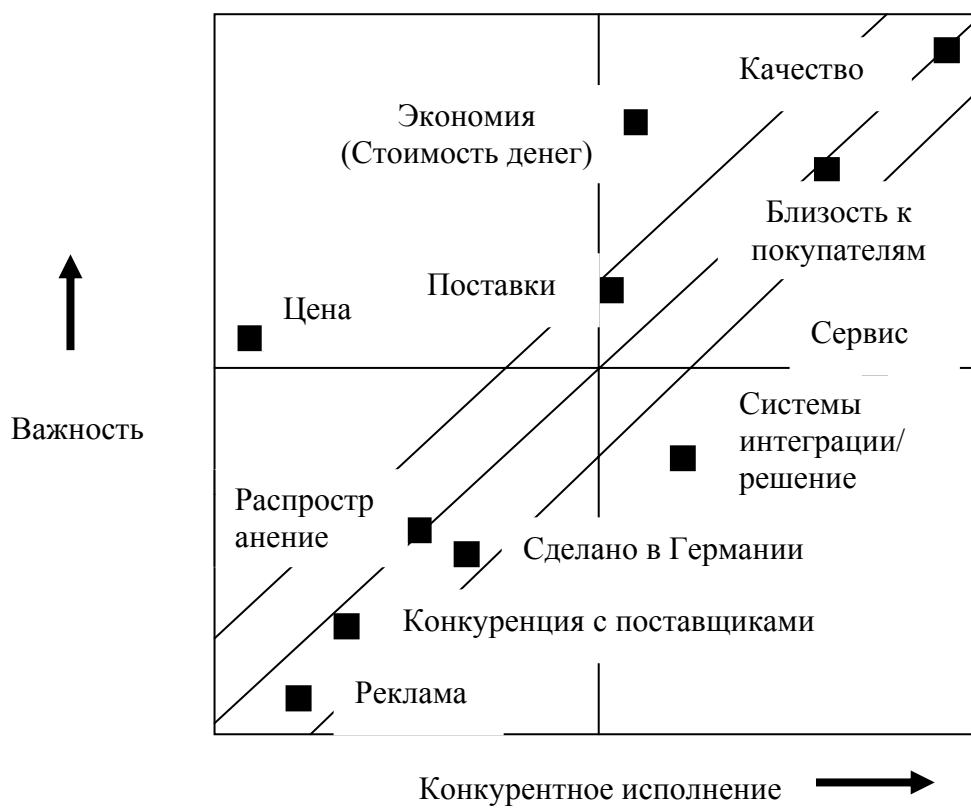 Качество
Экономия
(Стоимость денег)
Близость к
покупателям
Поставки
Цена
Сервис
Важность
Системы
интеграции/
решение
Распростр
анение
Сделано в Германии
Конкуренция с поставщиками
Реклама
Конкурентное исполнение